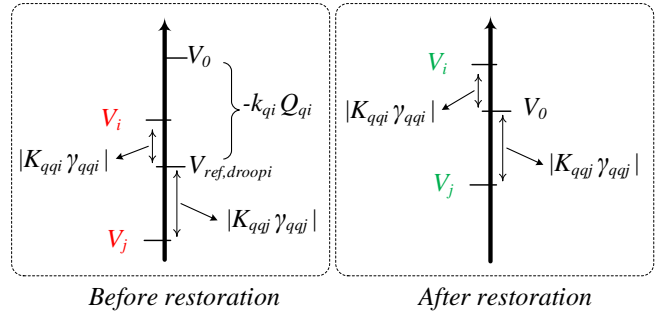 V0
Vi
-kqi Qqi
|Kqqi γqqi|
Vref,droopi
|Kqqj γqqj|
Vj
Before restoration
Vi
|Kqqi γqqi|
V0
|Kqqj γqqj|
Vj
After restoration